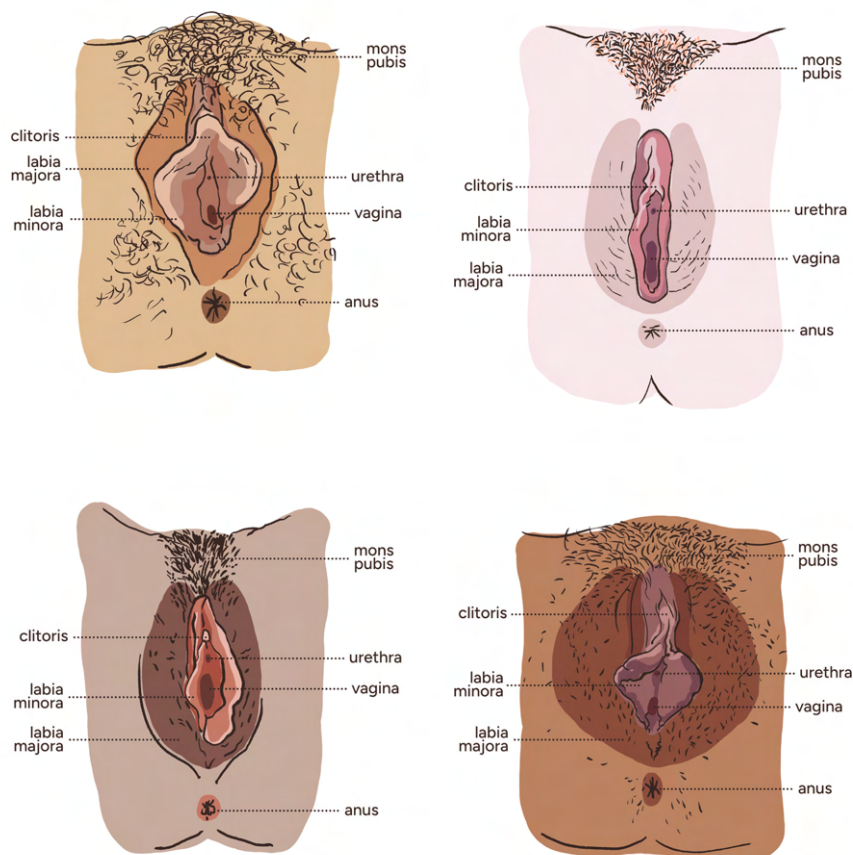 mons
pubis
clitoris
labia
majora
urethra
labia
minora
vagina
anus
mons
pubis
clitoris
labia
minora
urethra
labia
majora
vagina
anus
mons
pubis
clitoris
urethra
labia
minora
vagina
labia
majora
anus
mons
pubis
clitoris
labia
minora
urethra
vagina
labia
majora
anus